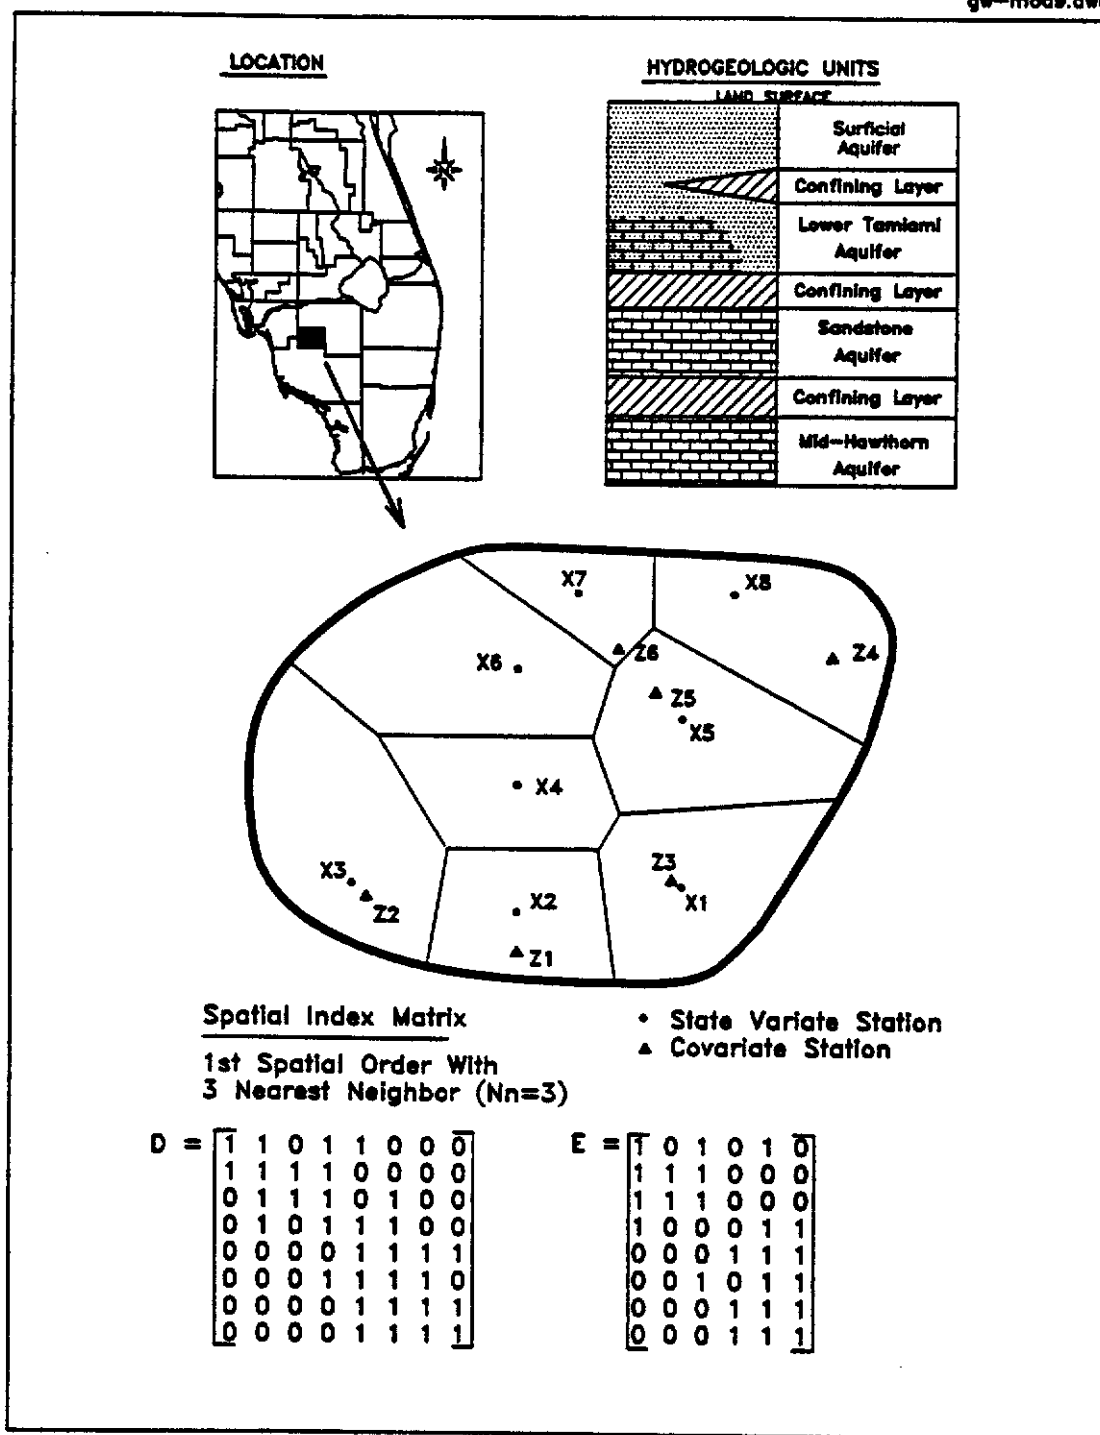 LOCATION
HYDROGEOLOGIC UNITS
LAND SURFACE
Surficial
Aquifer
Confining Layer
Lower Tamiami
Aquifer
Confining Layer
Sandstone
Aquifer
Confining Layer
Mid-Hawthorn
Aquifer
N
X7
X8
Z6
Z4
X6
Z5
X5
X4
Z3
X3
X1
Z2
X2
Z1
Spatial Index Matrix
1st Spatial Order With
3 Nearest Neighbor (Nn=3)
• State Variate Station
▲ Covariate Station
D = 1 1 0 1 1 0 0 0
1 1 1 1 0 0 0 0
0 1 1 1 0 1 0 0
0 1 0 1 1 1 0 0
0 0 0 0 1 1 1 1
0 0 0 1 1 1 1 0
0 0 0 0 1 1 1 1
0 0 0 0 1 1 1 1
E = 1 0 1 0 1 0
1 1 1 0 0 0
1 1 1 0 0 0
1 0 0 0 1 1
0 0 0 1 1 1
0 0 1 0 1 1
0 0 0 1 1 1
0 0 0 1 1 1